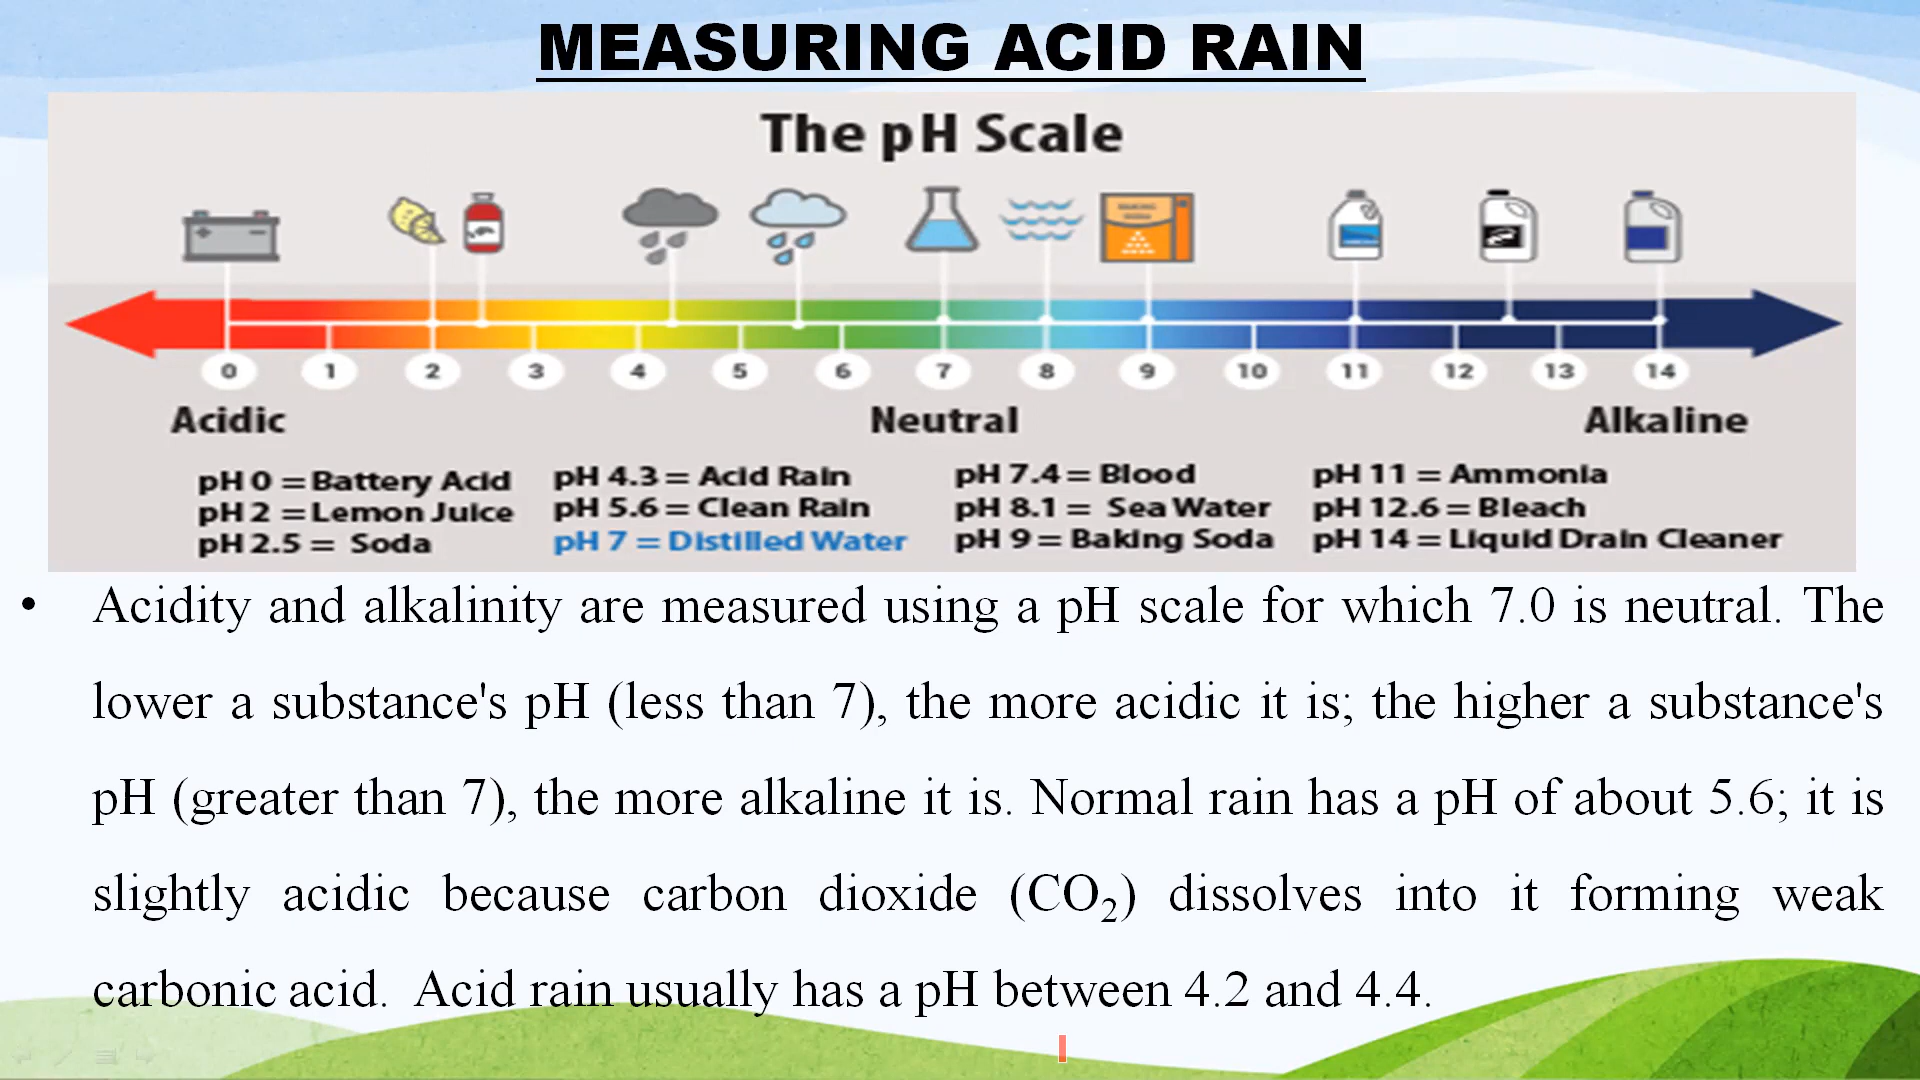 MEASURING ACID RAIN
The pH Scale
0 1 2 3 4 5 6 7 8 9 10 11 12 13 14
Acidic Neutral Alkaline
pH 0 = Battery Acid
pH 2 = Lemon Juice
pH 2.5 = Soda
pH 4.3 = Acid Rain
pH 5.6 = Clean Rain
pH 7 = Distilled Water
pH 7.4 = Blood
pH 8.1 = Sea Water
pH 9 = Baking Soda
pH 11 = Ammonia
pH 12.6 = Bleach
pH 14 = Liquid Drain Cleaner
• Acidity and alkalinity are measured using a pH scale for which 7.0 is neutral. The
lower a substance's pH (less than 7), the more acidic it is; the higher a substance's
pH (greater than 7), the more alkaline it is. Normal rain has a pH of about 5.6; it is
slightly acidic because carbon dioxide (CO₂) dissolves into it forming weak
carbonic acid. Acid rain usually has a pH between 4.2 and 4.4.